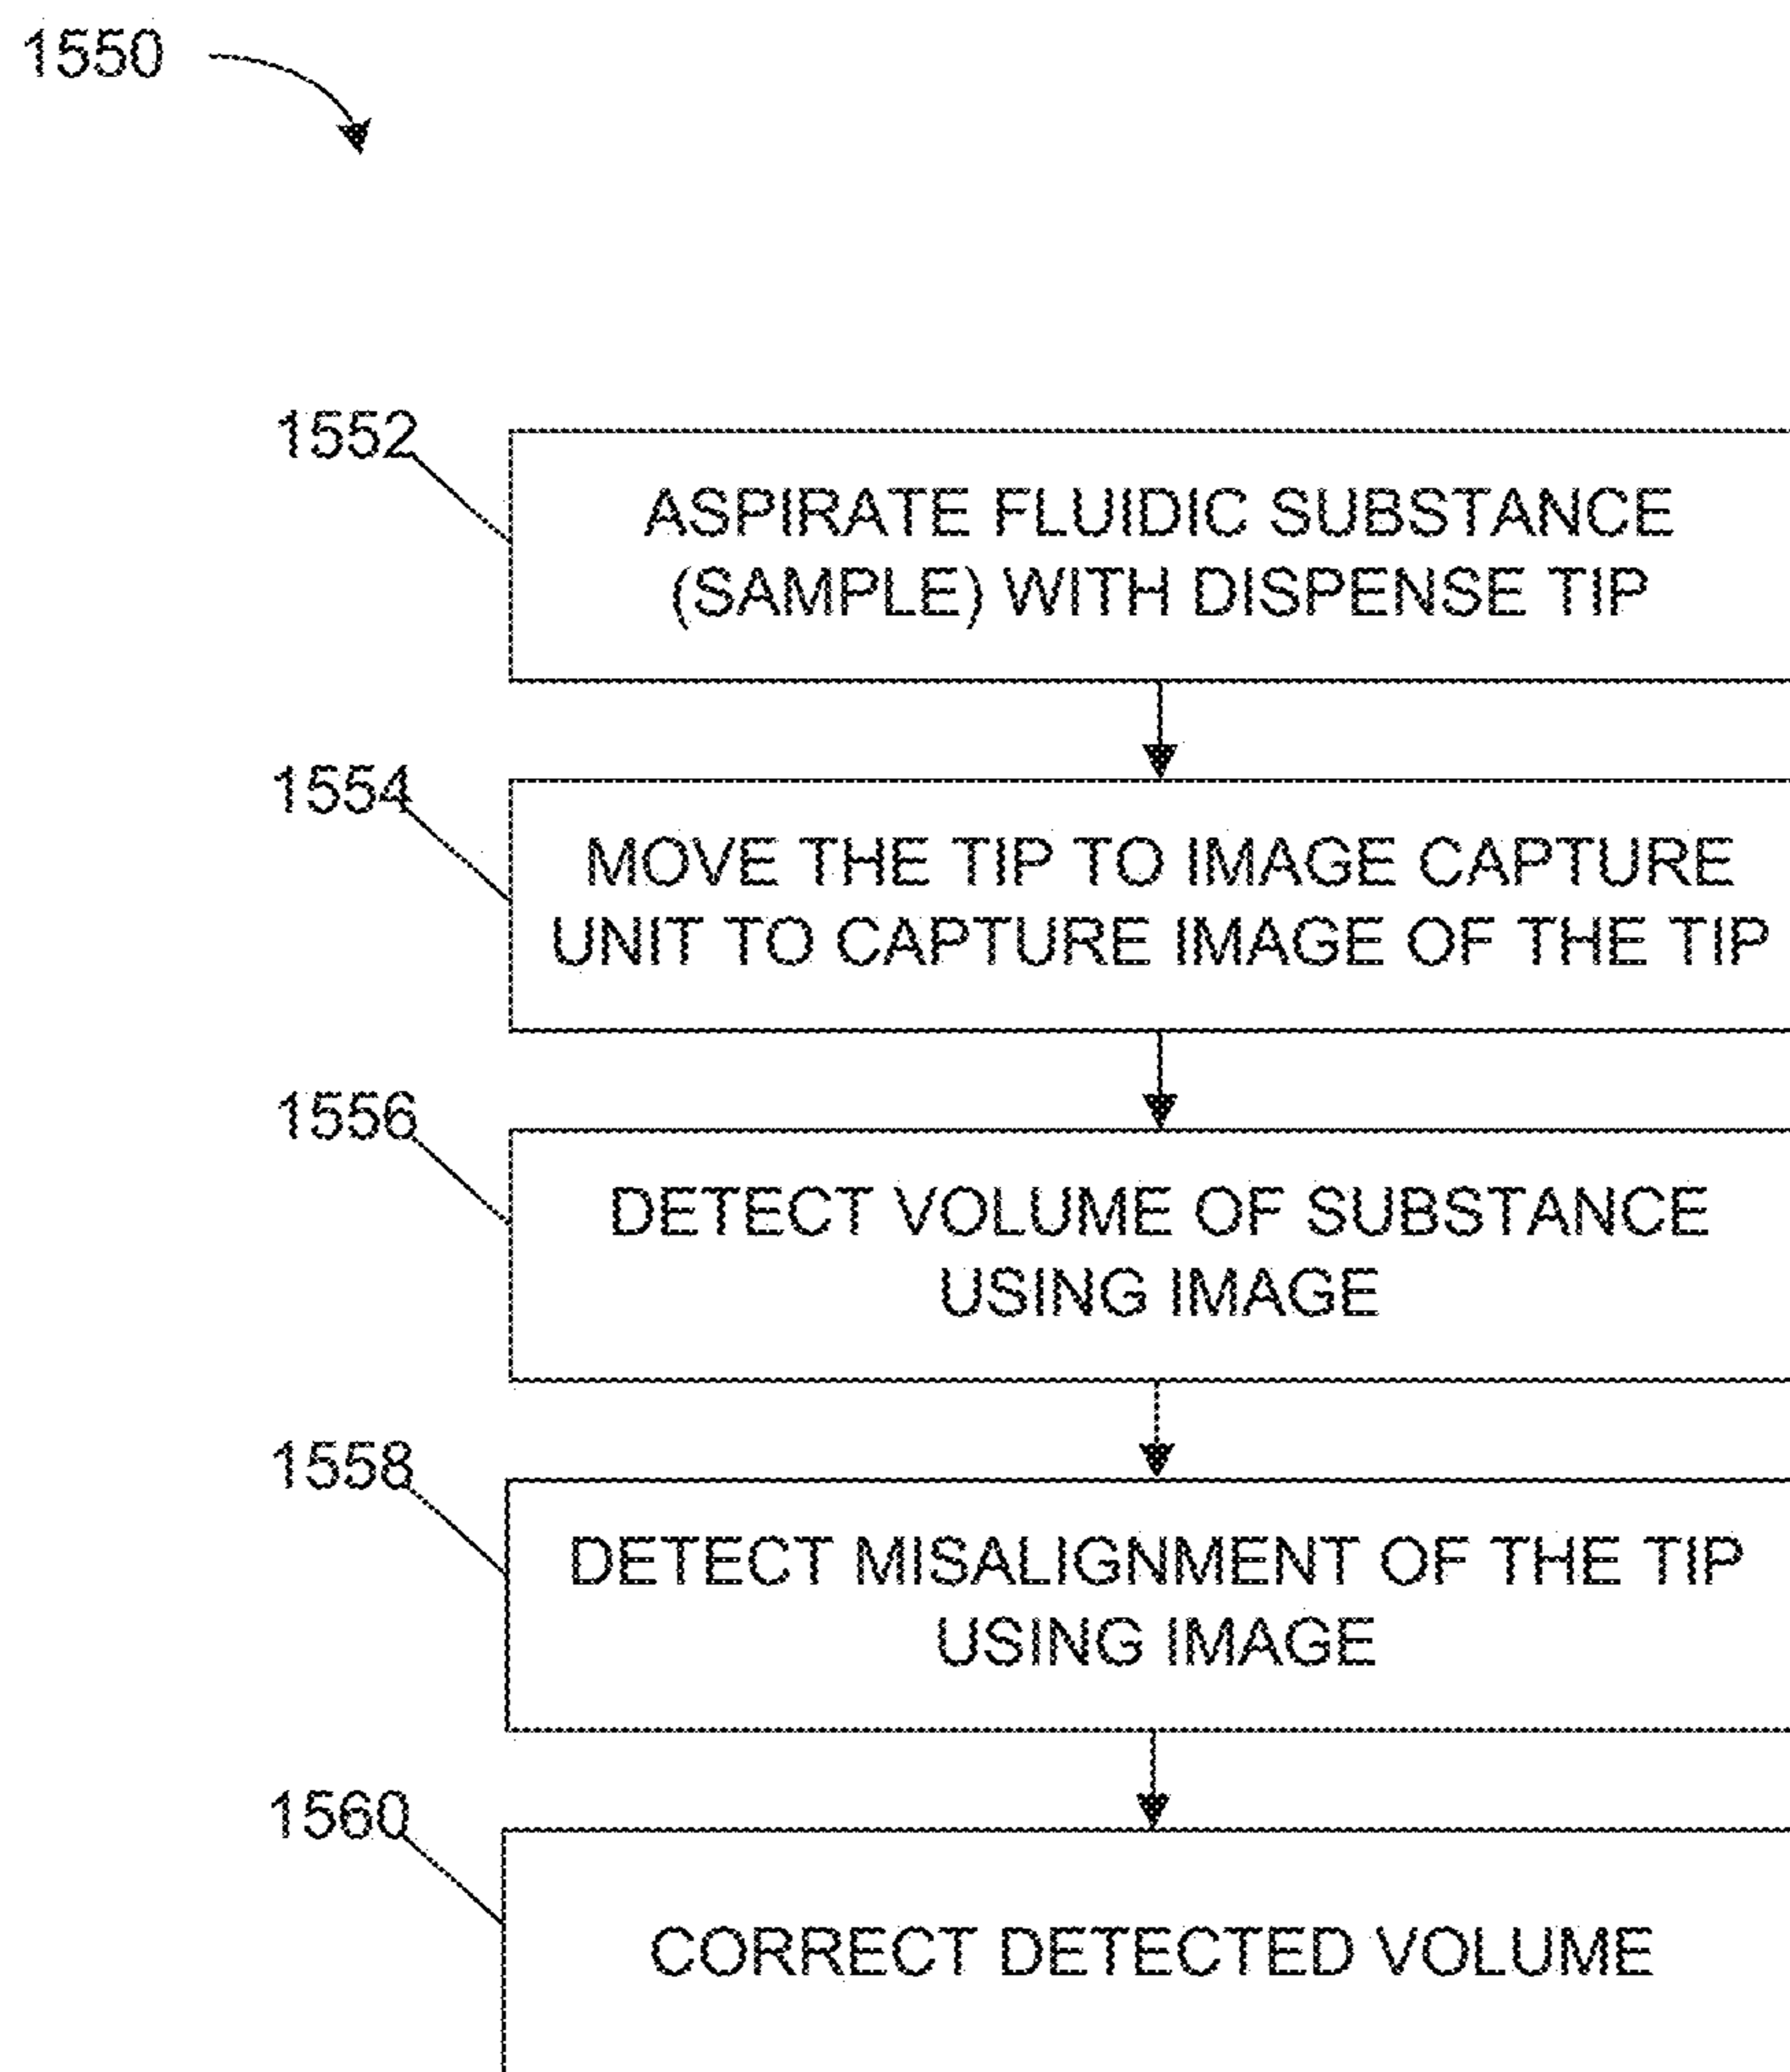 1550
1552
ASPIRATE FLUIDIC SUBSTANCE
(SAMPLE) WITH DISPENSE TIP
1554
MOVE THE TIP TO IMAGE CAPTURE
UNIT TO CAPTURE IMAGE OF THE TIP
1556
DETECT VOLUME OF SUBSTANCE
USING IMAGE
1558
DETECT MISALIGNMENT OF THE TIP
USING IMAGE
1560
CORRECT DETECTED VOLUME